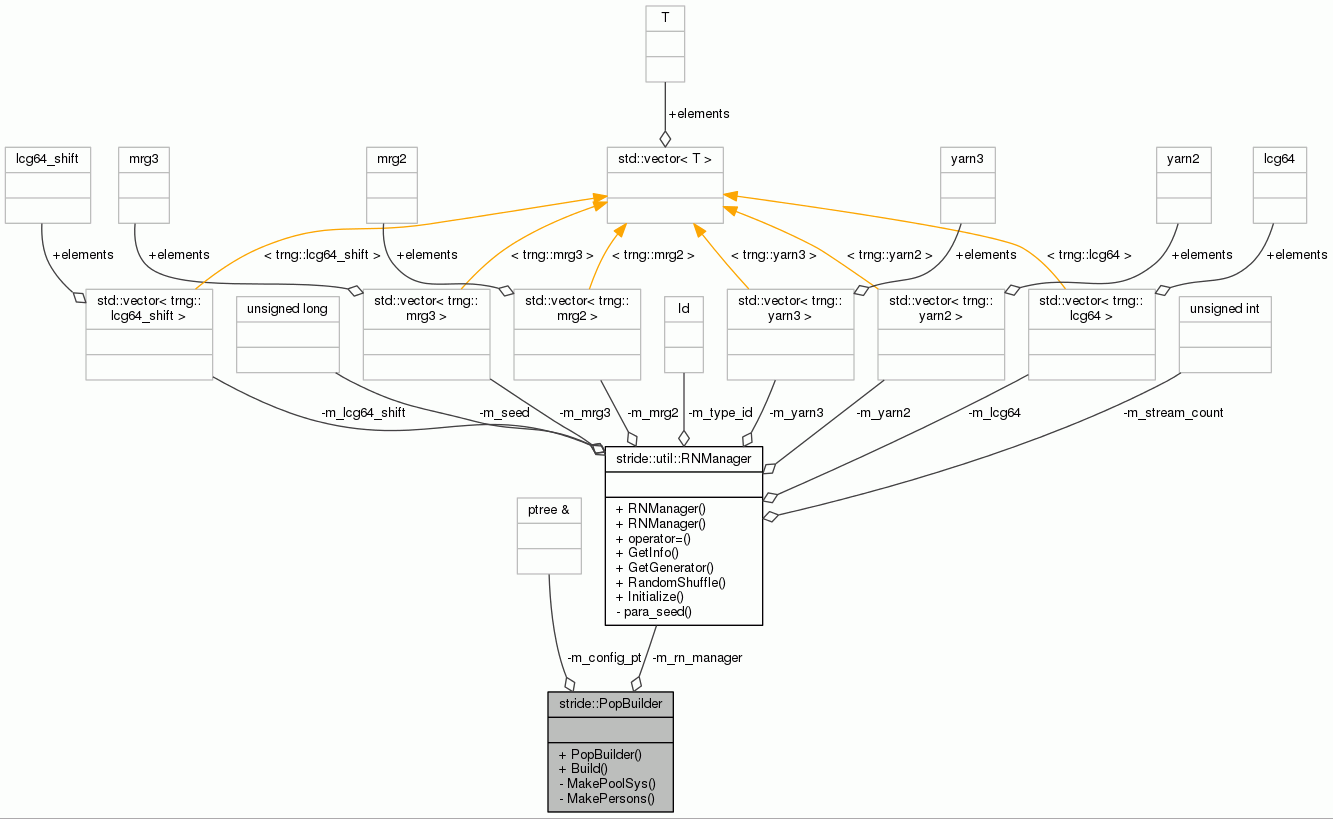 T
+elements
lcg64_shift
mrg3
mrg2
std::vector< T >
yarn3
yarn2
lcg64
+elements
+elements
+elements
< trng::lcg64_shift >
< trng::mrg3 >
< trng::mrg2 >
< trng::yarn3 >
< trng::yarn2 >
+elements
< trng::lcg64 >
+elements
+elements
std::vector< trng::
lcg64_shift >
unsigned long
std::vector< trng::
mrg3 >
std::vector< trng::
mrg2 >
Id
std::vector< trng::
yarn3 >
std::vector< trng::
yarn2 >
std::vector< trng::
lcg64 >
unsigned int
-m_lcg64_shift
-m_seed
-m_mrg3
-m_mrg2
-m_type_id
-m_yarn3
-m_yarn2
-m_lcg64
-m_stream_count
stride::util::RNManager
+ RNManager()
+ RNManager()
+ operator=()
+ GetInfo()
+ GetGenerator()
+ RandomShuffle()
+ Initialize()
- para_seed()
ptree &
-m_config_pt
-m_rn_manager
stride::PopBuilder
+ PopBuilder()
+ Build()
- MakePoolSys()
- MakePersons()